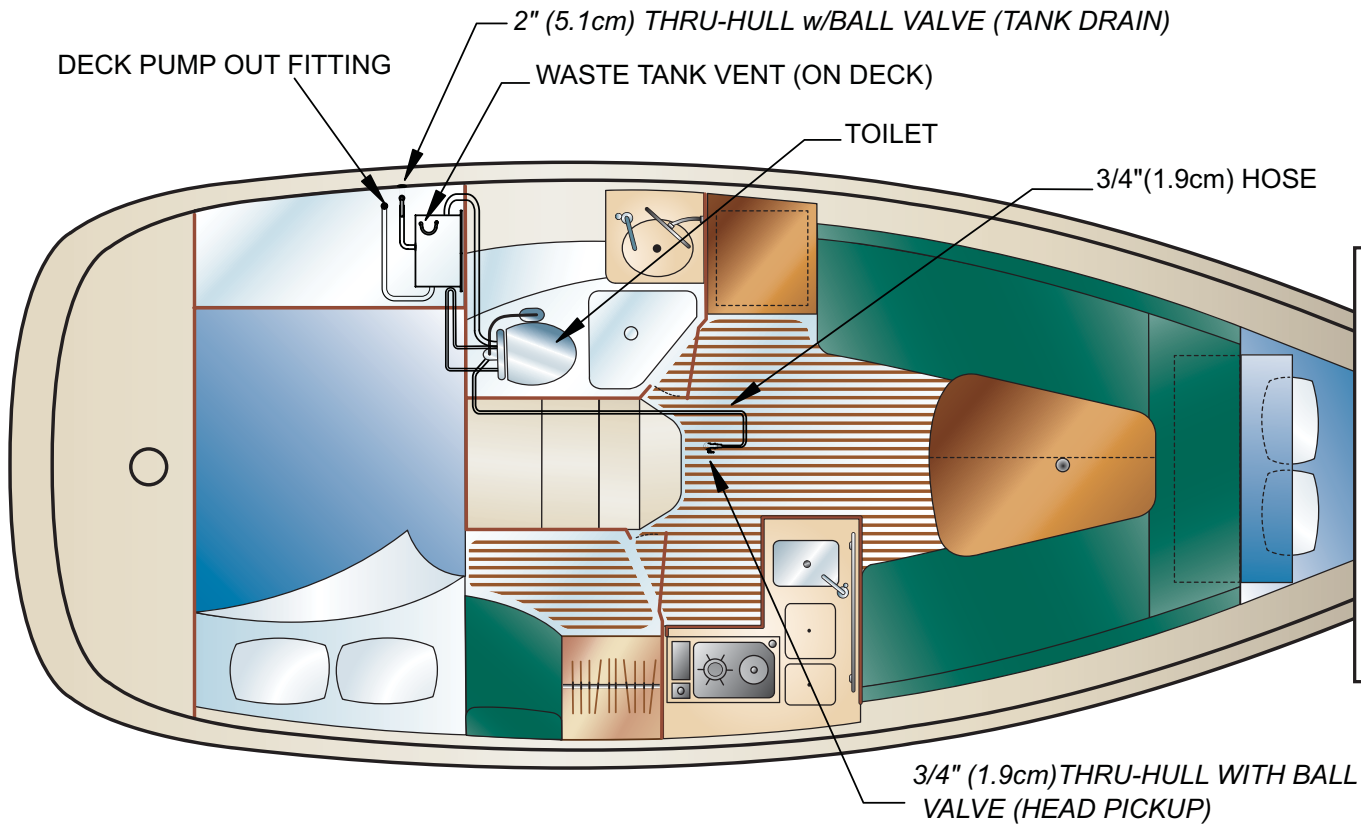 2" (5.1cm) THRU-HULL w/BALL VALVE (TANK DRAIN)
DECK PUMP OUT FITTING
WASTE TANK VENT (ON DECK)
TOILET
3/4"(1.9cm) HOSE
3/4" (1.9cm)THRU-HULL WITH BALL
VALVE (HEAD PICKUP)